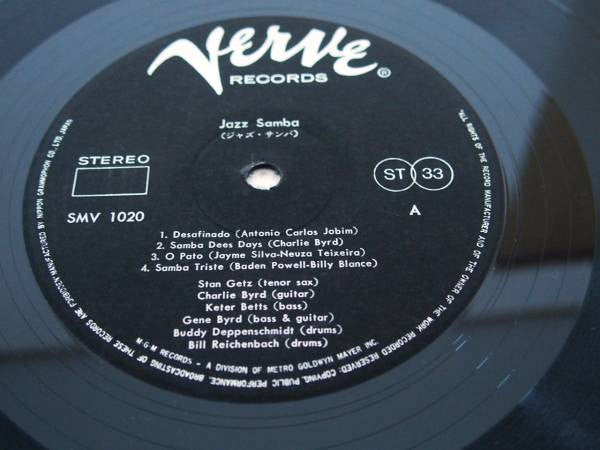 Verve
RECORDS ®
Jazz Samba
(ジャズ・サンバ)
STEREO
ST 33
SMV 1020
A
1. Desafinado (Antonio Carlos Jobim)
2. Samba Dees Days (Charlie Byrd)
3. O Pato (Jayme Silva-Neuza Teixeira)
4. Samba Triste (Baden Powell-Billy Blance)
Stan Getz (tenor sax)
Charlie Byrd (guitar)
Keter Betts (bass)
Gene Byrd (bass & guitar)
Buddy Deppenschmidt (drums)
Bill Reichenbach (drums)
M-G-M RECORDS - A DIVISION OF METRO GOLDWYN MAYER INC.
OF THE RECORD MANUFACTURER AND OF THE OWNER OF THE WORK RECORDED RESERVED: COPYING, PUBLIC PERFORMANCE, BROADCASTING OF THESE RECORDS ARE FORBIDDEN MANUFACTURED BY NIPPON GRAMMOPHON CO., LTD. JAPAN